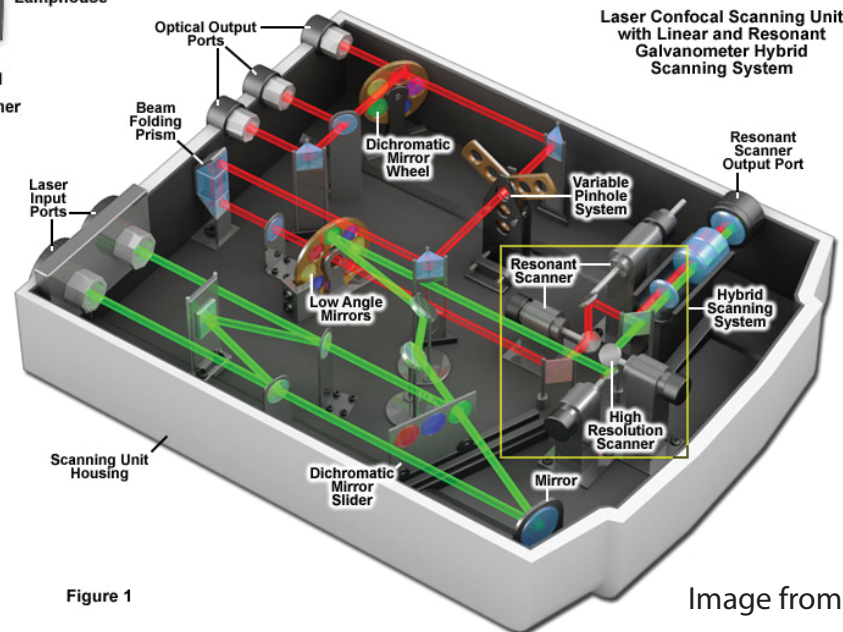 Lamphouse
Laser Confocal Scanning Unit
with Linear and Resonant
Galvanometer Hybrid
Scanning System
Optical Output
Ports
Beam
Folding
Prism
Dichromatic
Mirror
Wheel
Resonant
Scanner
Output Port
Laser
Input
Ports
Variable
Pinhole
System
Resonant
Scanner
Low Angle
Mirrors
Hybrid
Scanning
System
High
Resolution
Scanner
Scanning Unit
Housing
Dichromatic
Mirror
Slider
Mirror
Figure 1
Image from